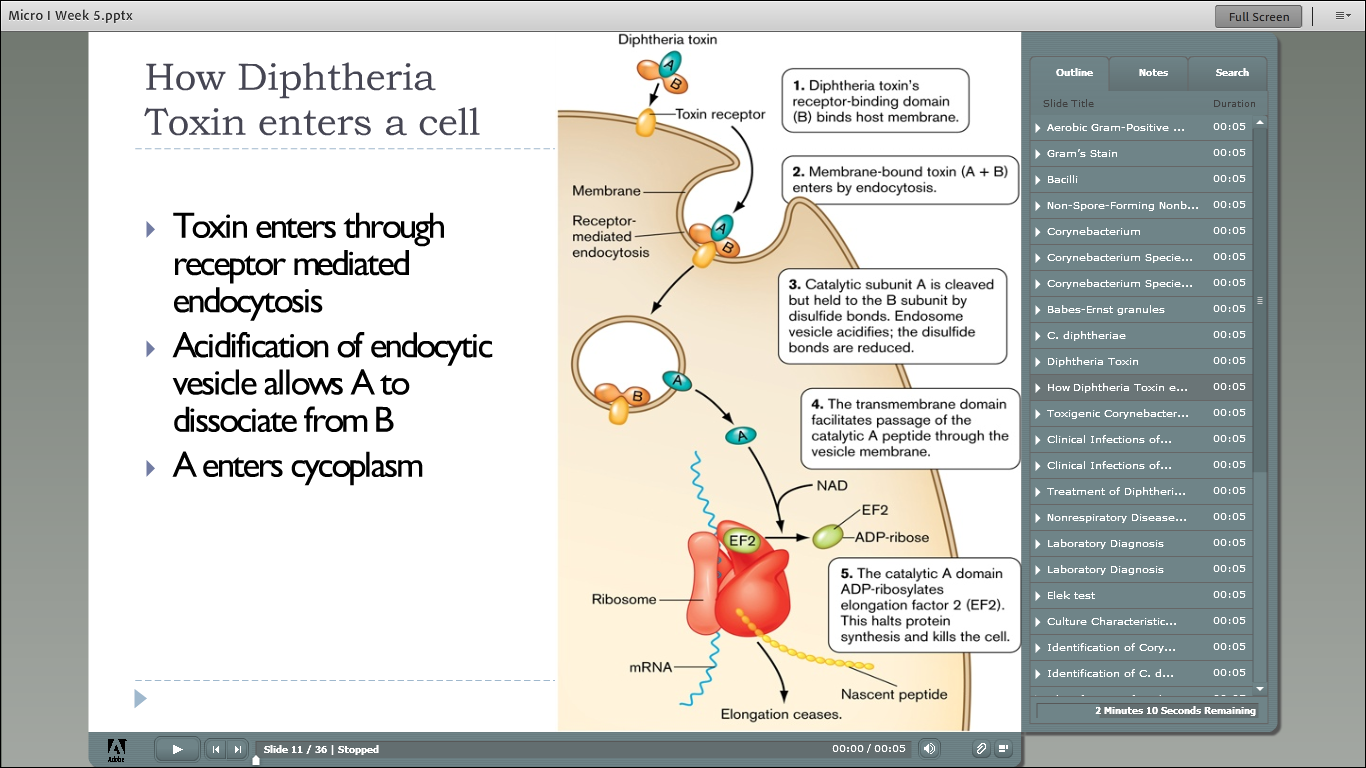 Micro I Week 5.pptx
Full Screen
How Diphtheria
Toxin enters a cell
Toxin enters through
receptor mediated
endocytosis
Acidification of endocytic
vesicle allows A to
dissociate from B
A enters cycoplasm
Diphtheria toxin
A
B
Toxin receptor
1. Diphtheria toxin's
receptor-binding domain
(B) binds host membrane.
2. Membrane-bound toxin (A + B)
enters by endocytosis.
Membrane
Receptor-
mediated
endocytosis
A
B
3. Catalytic subunit A is cleaved
but held to the B subunit by
disulfide bonds. Endosome
vesicle acidifies; the disulfide
bonds are reduced.
A
B
4. The transmembrane domain
facilitates passage of the
catalytic A peptide through the
vesicle membrane.
A
NAD
EF2
EF2
ADP-ribose
5. The catalytic A domain
ADP-ribosylates
elongation factor 2 (EF2).
This halts protein
synthesis and kills the cell.
Ribosome
mRNA
Nascent peptide
Elongation ceases.
Outline Notes Search
Slide Title Duration
Aerobic Gram-Positive ... 00:05
Gram's Stain 00:05
Bacilli 00:05
Non-Spore-Forming Nonb... 00:05
Corynebacterium 00:05
Corynebacterium Specie... 00:05
Corynebacterium Specie... 00:05
Babes-Ernst granules 00:05
C. diphtheriae 00:05
Diphtheria Toxin 00:05
How Diphtheria Toxin e... 00:05
Toxigenic Corynebacter... 00:05
Clinical Infections of... 00:05
Clinical Infections of... 00:05
Treatment of Diphtheri... 00:05
Nonrespiratory Disease... 00:05
Laboratory Diagnosis 00:05
Laboratory Diagnosis 00:05
Elek test 00:05
Culture Characteristic... 00:05
Identification of Cory... 00:05
Identification of C. d... 00:05
2 Minutes 10 Seconds Remaining
Adobe
Slide 11 / 36 | Stopped
00:00 / 00:05